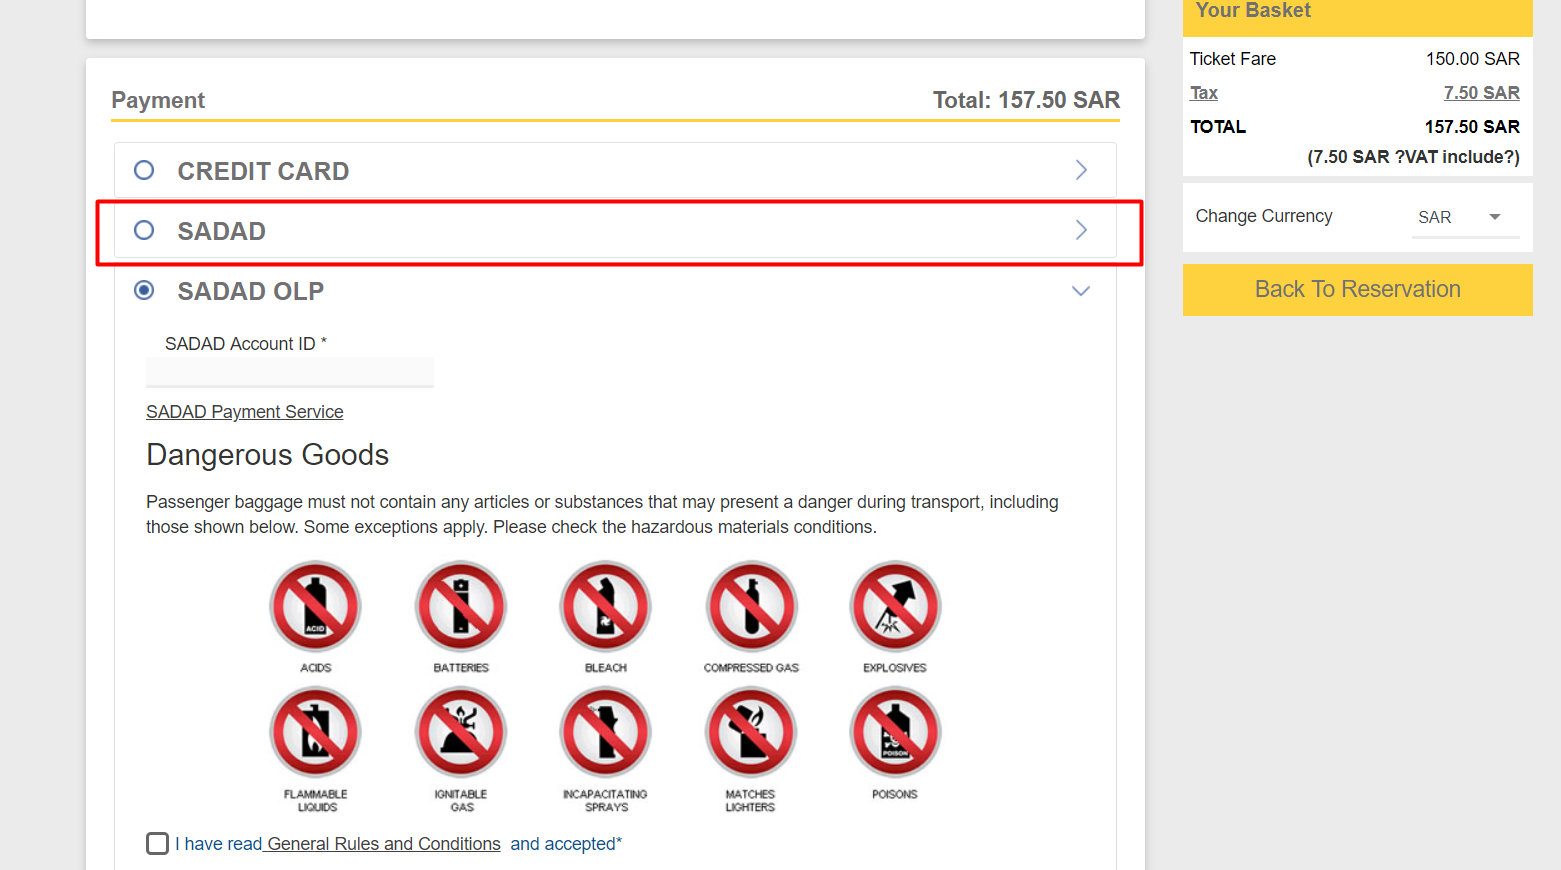 Your Basket
Ticket Fare 150.00 SAR
Tax 7.50 SAR
TOTAL 157.50 SAR
(7.50 SAR ?VAT include?)
Change Currency SAR
Back To Reservation
Payment Total: 157.50 SAR
CREDIT CARD
SADAD
SADAD OLP
SADAD Account ID *
SADAD Payment Service
Dangerous Goods
Passenger baggage must not contain any articles or substances that may present a danger during transport, including
those shown below. Some exceptions apply. Please check the hazardous materials conditions.
ACID
ACIDS BATTERIES BLEACH COMPRESSED GAS EXPLOSIVES
POISON
FLAMMABLE LIQUIDS
IGNITABLE GAS
INCAPACITATING SPRAYS
MATCHES LIGHTERS
POISONS
I have read General Rules and Conditions and accepted*